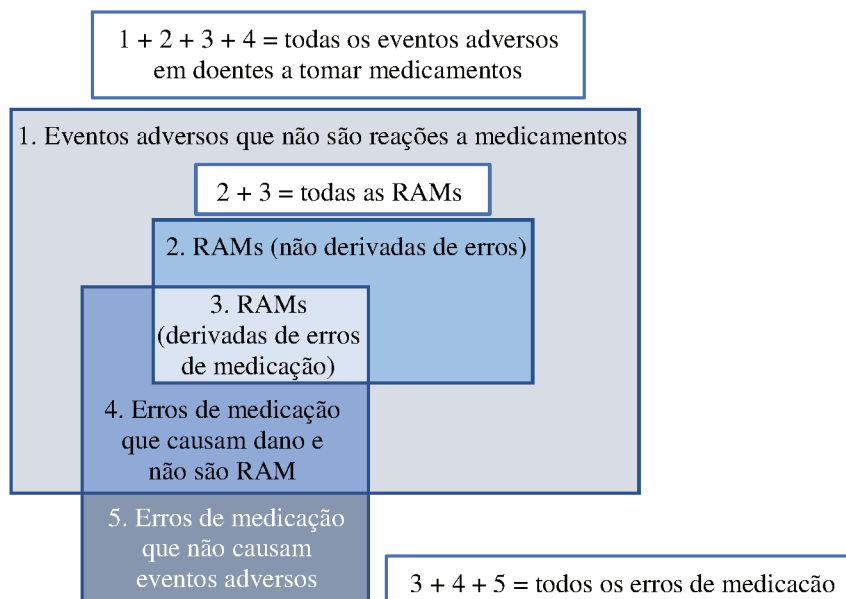 1 + 2 + 3 + 4 = todas os eventos adversos
em doentes a tomar medicamentos
1. Eventos adversos que não são reações a medicamentos
2 + 3 = todas as RAMs
2. RAMs (não derivadas de erros)
3. RAMs
(derivadas de erros
de medicação)
4. Erros de medicação
que causam dano e
não são RAM
5. Erros de medicação
que não causam
eventos adversos
3 + 4 + 5 = todos os erros de medicação